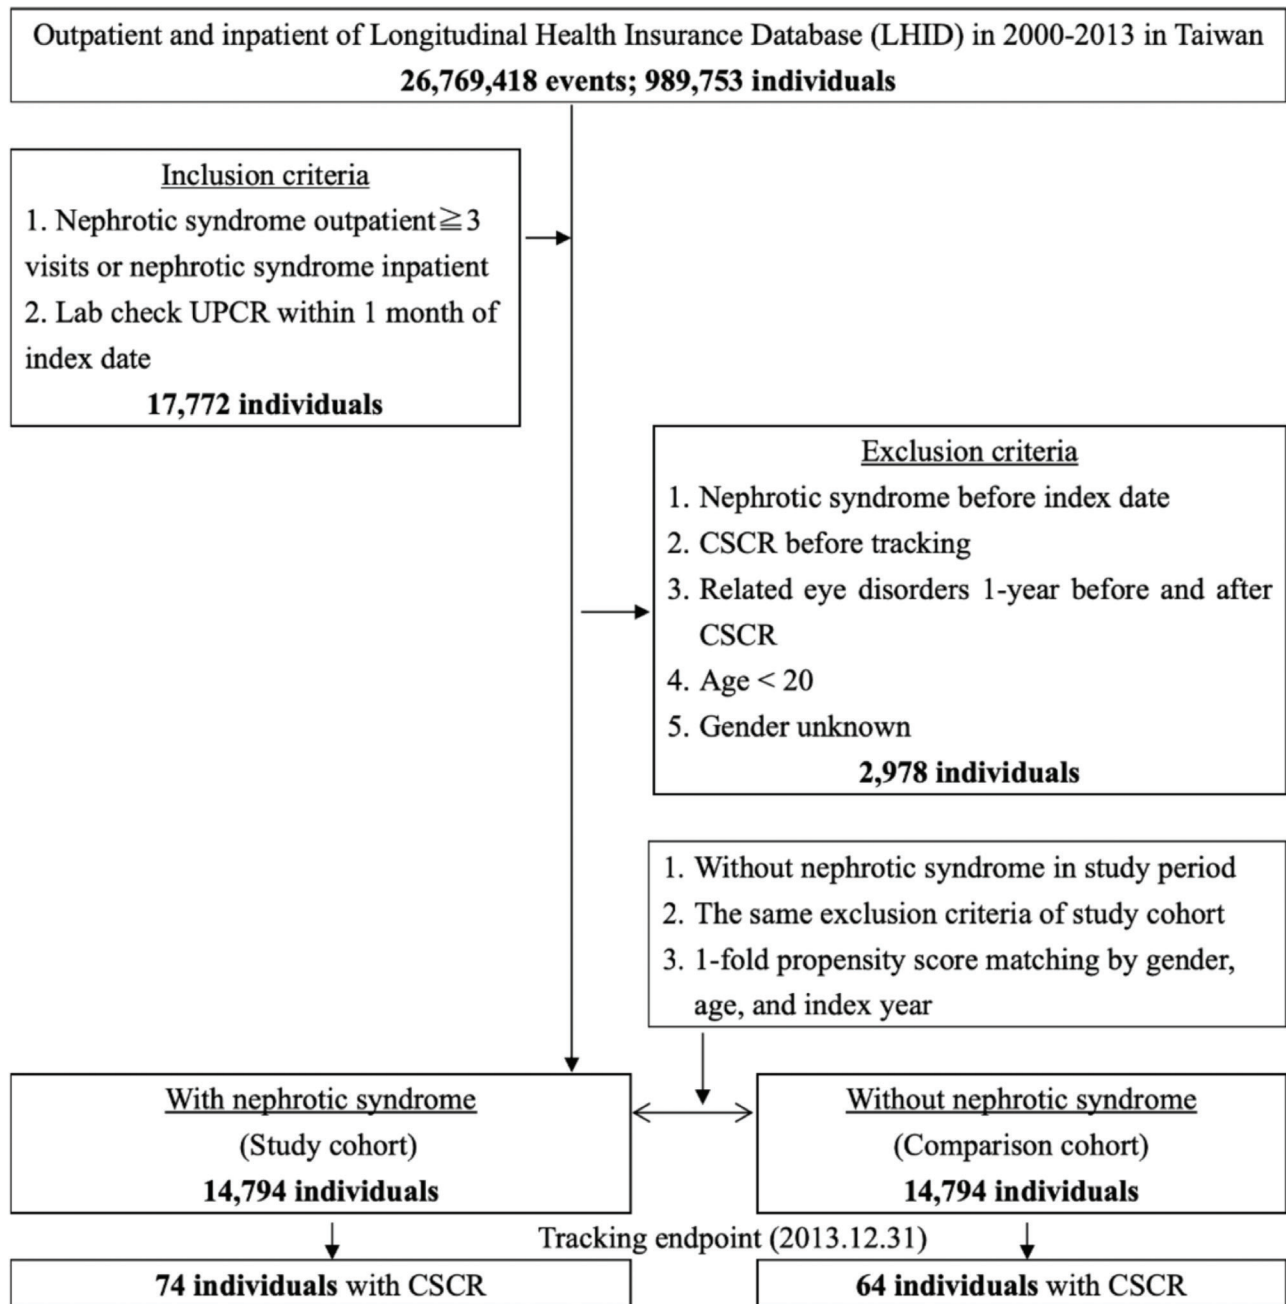 Outpatient and inpatient of Longitudinal Health Insurance Database (LHID) in 2000-2013 in Taiwan
26,769,418 events; 989,753 individuals
Inclusion criteria
1. Nephrotic syndrome outpatient≧3
visits or nephrotic syndrome inpatient
2. Lab check UPCR within 1 month of
index date
17,772 individuals
Exclusion criteria
1. Nephrotic syndrome before index date
2. CSCR before tracking
3. Related eye disorders 1-year before and after
CSCR
4. Age < 20
5. Gender unknown
2,978 individuals
1. Without nephrotic syndrome in study period
2. The same exclusion criteria of study cohort
3. 1-fold propensity score matching by gender,
age, and index year
With nephrotic syndrome
(Study cohort)
14,794 individuals
Without nephrotic syndrome
(Comparison cohort)
14,794 individuals
Tracking endpoint (2013.12.31)
74 individuals with CSCR
64 individuals with CSCR